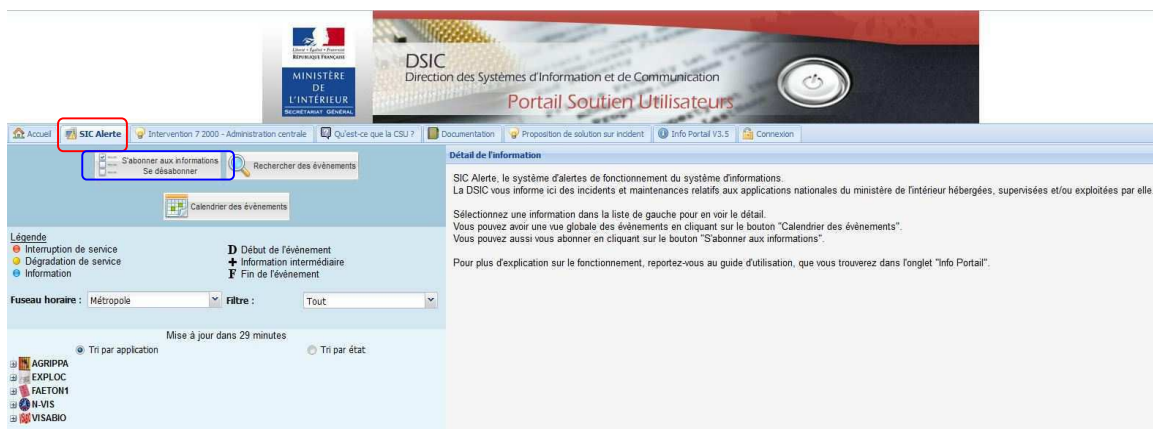 Liberté • Égalité • Fraternité
RÉPUBLIQUE FRANÇAISE
MINISTÈRE
DE
L'INTÉRIEUR
SECRÉTARIAT GÉNÉRAL
DSIC
Direction des Systèmes d'Information et de Communication
Portail Soutien Utilisateurs
Accueil
SIC Alerte
Intervention 7 2000 - Administration centrale
Qu'est-ce que la CSU ?
Documentation
Proposition de solution sur incident
Info Portail V3.5
Connexion
S'abonner aux informations
Se désabonner
Rechercher des évènements
Calendrier des évènements
Légende
Interruption de service
Dégradation de service
Information
D Début de l'évènement
Information intermédiaire
F Fin de l'évènement
Fuseau horaire : Métropole
Filtre : Tout
Mise à jour dans 29 minutes
Tri par application
Tri par état
AGRIPPA
EXPLOC
FAETON1
N-VIS
VISABIO
Détail de l'information
SIC Alerte, le système d'alertes de fonctionnement du système d'informations.
La DSIC vous informe ici des incidents et maintenances relatifs aux applications nationales du ministère de l'intérieur hébergées, supervisées et/ou exploitées par elle
Sélectionnez une information dans la liste de gauche pour en voir le détail.
Vous pouvez avoir une vue globale des évènements en cliquant sur le bouton "Calendrier des évènements".
Vous pouvez aussi vous abonner en cliquant sur le bouton "S'abonner aux informations".
Pour plus d'explication sur le fonctionnement, reportez-vous au guide d'utilisation, que vous trouverez dans l'onglet "Info Portail".